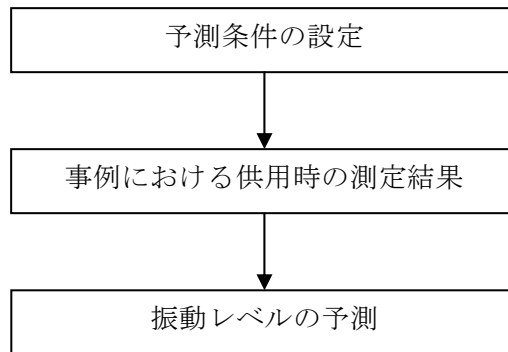 予測条件の設定
事例における供用時の測定結果
振動レベルの予測